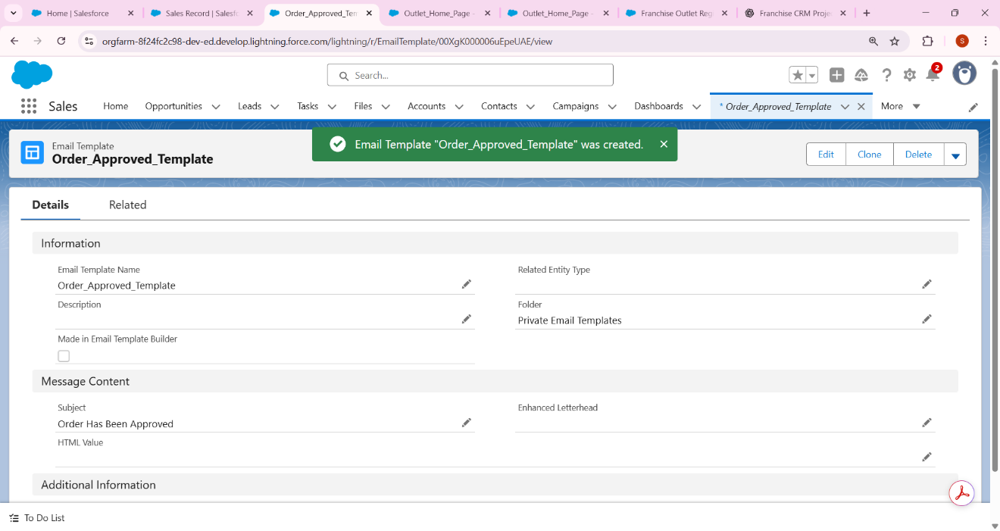 Home | Salesforce
Sales Record | Salesfo
Order_Approved_Tem
Outlet_Home_Page -
Outlet_Home_Page -
Franchise Outlet Reg
Franchise CRM Proje
orgfarm-8f24fc2c98-dev-ed.develop.lightning.force.com/lightning/r/EmailTemplate/00XgK000006uEpeUAE/view
S
Search...
2
Sales
Home
Opportunities
Leads
Tasks
Files
Accounts
Contacts
Campaigns
Dashboards
* Order_Approved_Template
More
Email Template
Order_Approved_Template
Email Template "Order_Approved_Template" was created.
Edit
Clone
Delete
Details
Related
Information
Email Template Name
Order_Approved_Template
Related Entity Type
Description
Folder
Private Email Templates
Made in Email Template Builder
Message Content
Subject
Order Has Been Approved
Enhanced Letterhead
HTML Value
Additional Information
To Do List